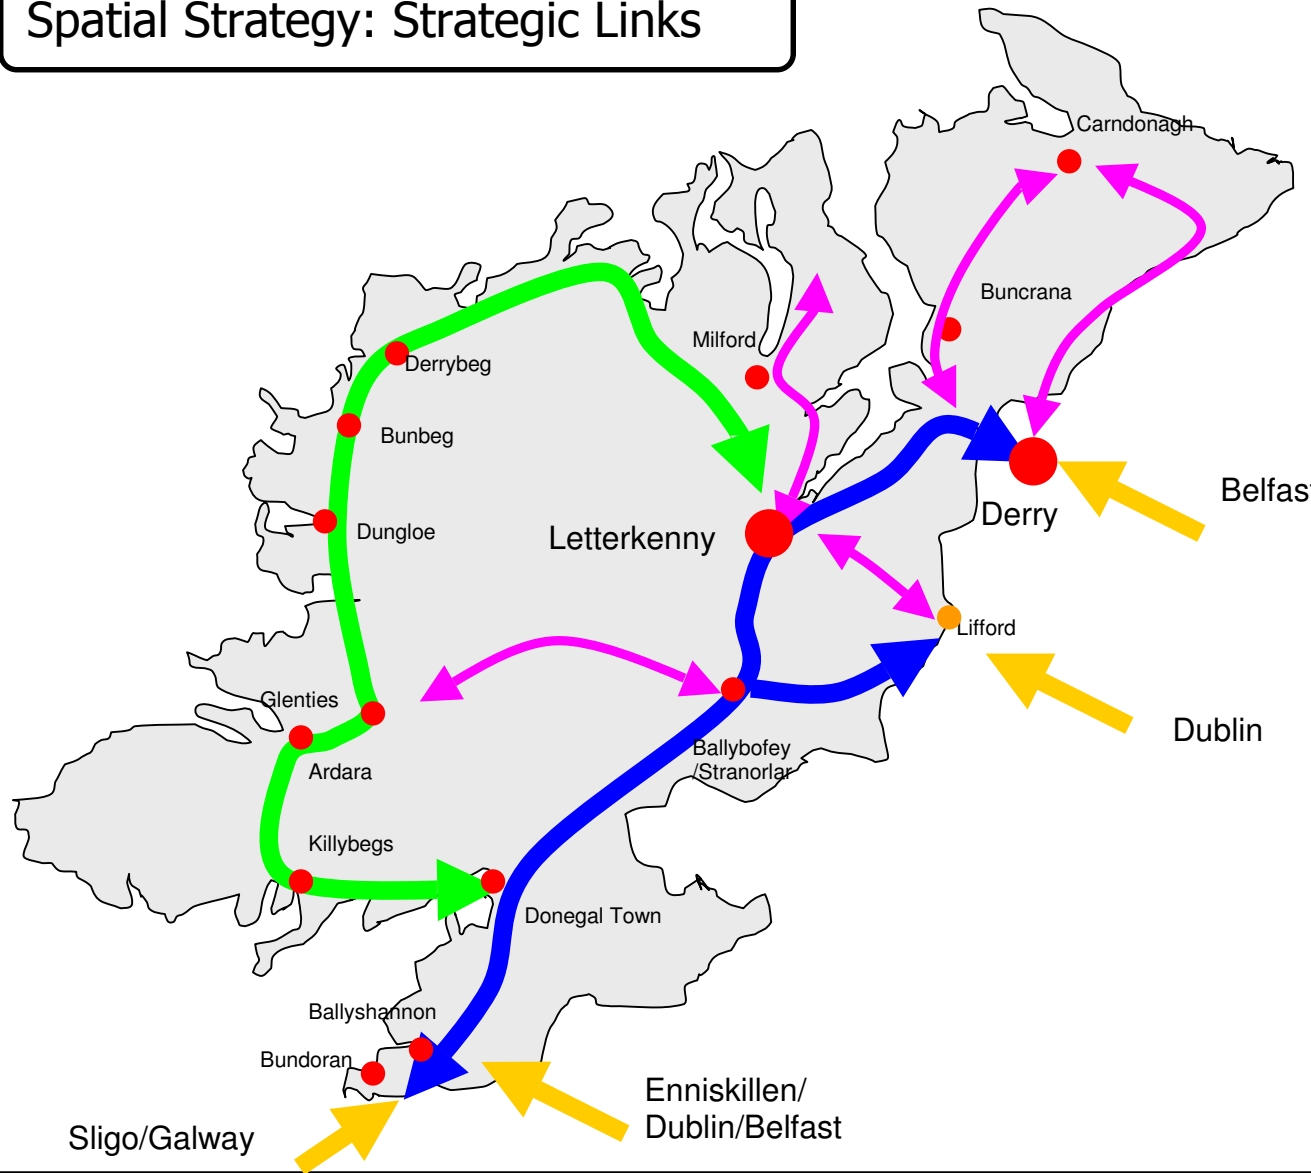 Spatial Strategy: Strategic Links
Carndonagh
Buncrana
Milford
Derrybeg
Bunbeg
Belfast
Derry
Dungloe
Letterkenny
Lifford
Glenties
Dublin
Ballybofey
/Stranorlar
Ardara
Killybegs
Donegal Town
Ballyshannon
Bundoran
Enniskillen/
Dublin/Belfast
Sligo/Galway